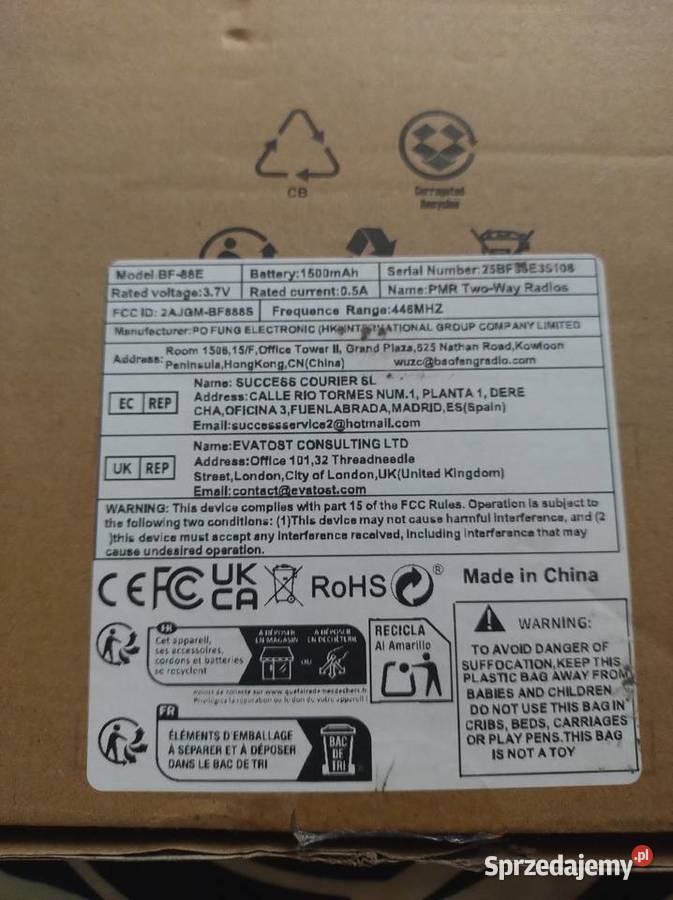 CB
Corrugated
Recycles
Model:BF-88E Battery:1500mAh Serial Number:
Rated voltage:3.7V Rated current:0.5A Name:PMR Two-Way Radios
FCC ID: 2AJGM-BF888S Frequence Range:446MHZ
Manufacturer:PO FUNG ELECTRONIC (HK) INTERNATIONAL GROUP COMPANY LIMITED
Address: Room 1508,15/F,Office Tower II, Grand Plaza,625 Nathan Road,Kowloon
Peninsula,HongKong,CN(China) wuzc@baofengradio.com
EC REP
Name: SUCCESS COURIER SL
Address:CALLE RIO TORMES NUM.1, PLANTA 1, DERE
CHA,OFICINA 3,FUENLABRADA,MADRID,ES(Spain)
Email:successservice2@hotmail.com
UK REP
Name:EVATOST CONSULTING LTD
Address:Office 101,32 Threadneedle
Street,London,City of London,UK(United Kingdom)
Email:contact@evatost.com
WARNING: This device complies with part 15 of the FCC Rules. Operation is subject to
the following two conditions: (1)This device may not cause harmful interference, and (2
)this device must accept any interference received, including interference that may
cause undesired operation.
CE FC UK
CA RoHS ® Made in China
FR
Cet appareil,
ses accessoires,
cordons et batteries
se recyclent
À DÉPOSER
EN MAGASIN
OU
À DÉPOSER
EN DÉCHÈTERIE
RECICLA
Al Amarillo
FR
ÉLÉMENTS D'EMBALLAGE
À SÉPARER ET À DÉPOSER
DANS LE BAC DE TRI
BAC
DE
TRI
WARNING:
TO AVOID DANGER OF
SUFFOCATION,KEEP THIS
PLASTIC BAG AWAY FROM
BABIES AND CHILDREN
DO NOT USE THIS BAG IN
CRIBS, BEDS, CARRIAGES
OR PLAY PENS.THIS BAG
IS NOT A TOY
Sprzedajemy.pl